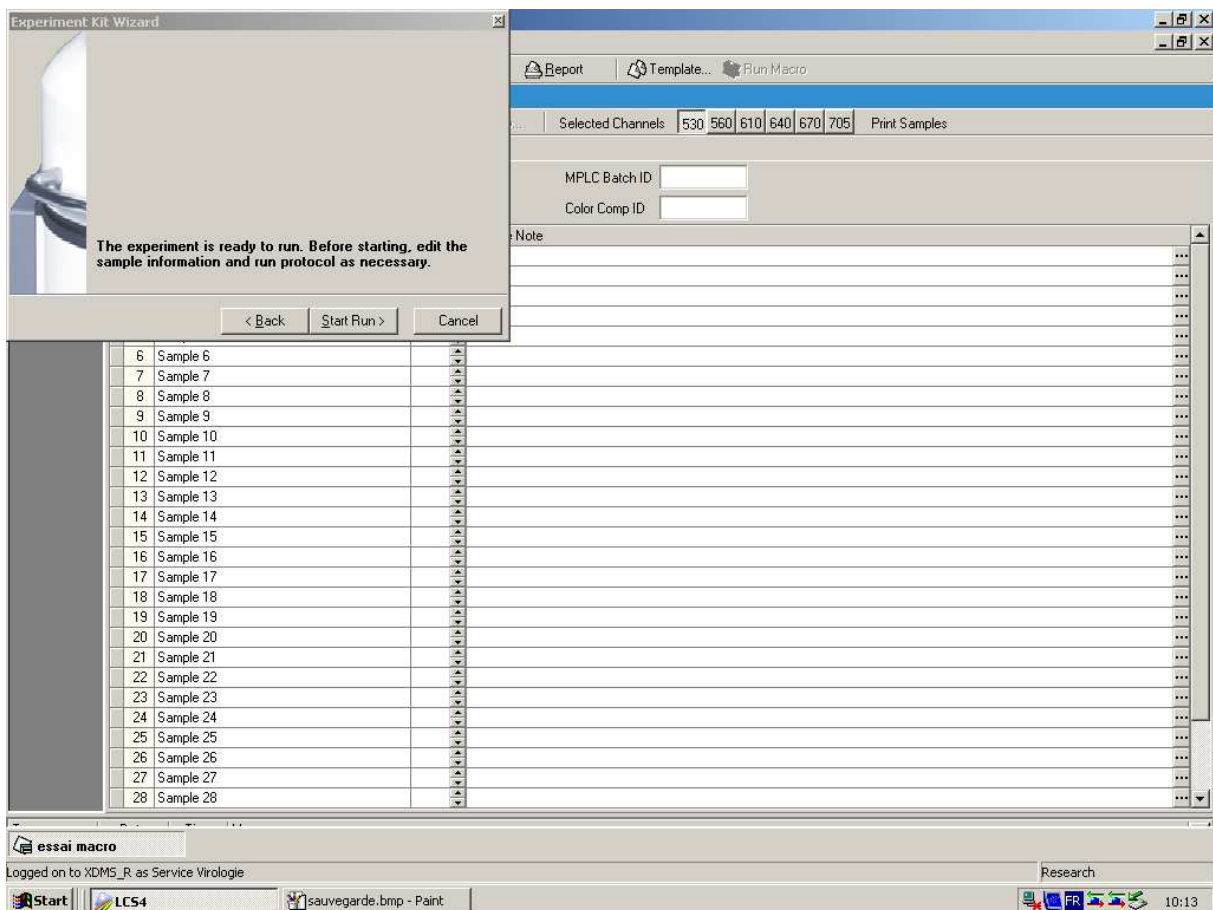 Experiment Kit Wizard
Report Template... Run Macro
Selected Channels 530 560 610 640 670 705 Print Samples
MPLC Batch ID
Color Comp ID
Note
The experiment is ready to run. Before starting, edit the
sample information and run protocol as necessary.
< Back Start Run > Cancel
6 Sample 6
7 Sample 7
8 Sample 8
9 Sample 9
10 Sample 10
11 Sample 11
12 Sample 12
13 Sample 13
14 Sample 14
15 Sample 15
16 Sample 16
17 Sample 17
18 Sample 18
19 Sample 19
20 Sample 20
21 Sample 21
22 Sample 22
23 Sample 23
24 Sample 24
25 Sample 25
26 Sample 26
27 Sample 27
28 Sample 28
essai macro
Logged on to XDMS_R as Service Virologie Research
Start LCS4 sauvegarde.bmp - Paint FR 10:13